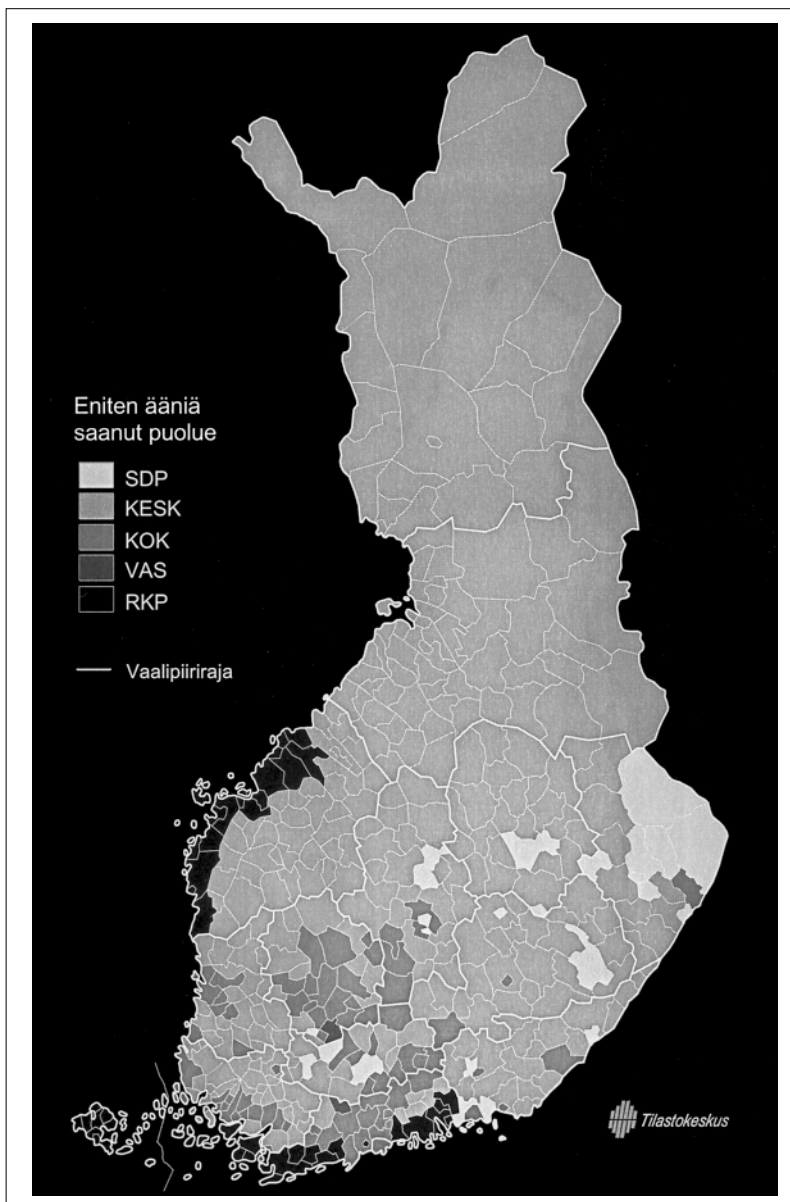 Eniten ääniä
saanut puolue
SDP
KESK
KOK
VAS
RKP
Vaalipiiriraja
Tilastokeskus